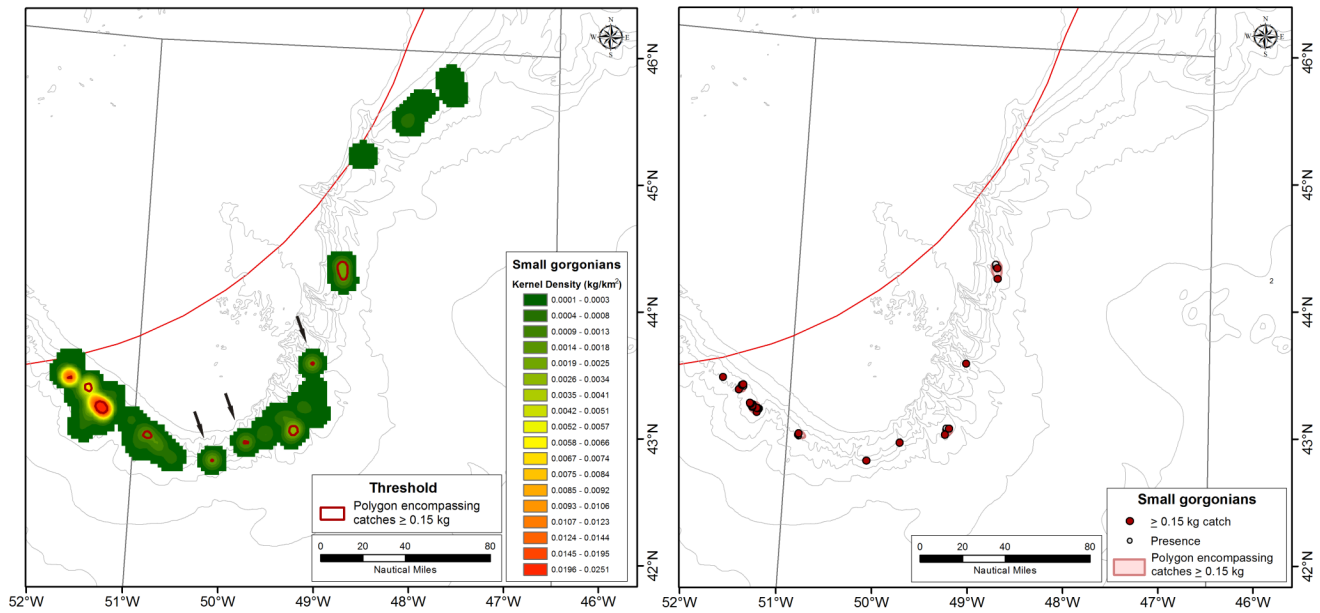 N
W E
S
46°N
45°N
44°N
43°N
42°N
Small gorgonians
Kernel Density (kg/km²)
0.0001 - 0.0003
0.0004 - 0.0008
0.0009 - 0.0013
0.0014 - 0.0018
0.0019 - 0.0025
0.0026 - 0.0034
0.0035 - 0.0041
0.0042 - 0.0051
0.0052 - 0.0057
0.0058 - 0.0066
0.0067 - 0.0074
0.0075 - 0.0084
0.0085 - 0.0092
0.0093 - 0.0106
0.0107 - 0.0123
0.0124 - 0.0144
0.0145 - 0.0195
0.0196 - 0.0251
Threshold
Polygon encompassing
catches ≥ 0.15 kg
0 20 40 80
Nautical Miles
52°W 51°W 50°W 49°W 48°W 47°W 46°W
N
W E
S
46°N
45°N
44°N
43°N
42°N
2
Small gorgonians
≥ 0.15 kg catch
Presence
Polygon encompassing
catches ≥ 0.15 kg
0 20 40 80
Nautical Miles
52°W 51°W 50°W 49°W 48°W 47°W 46°W